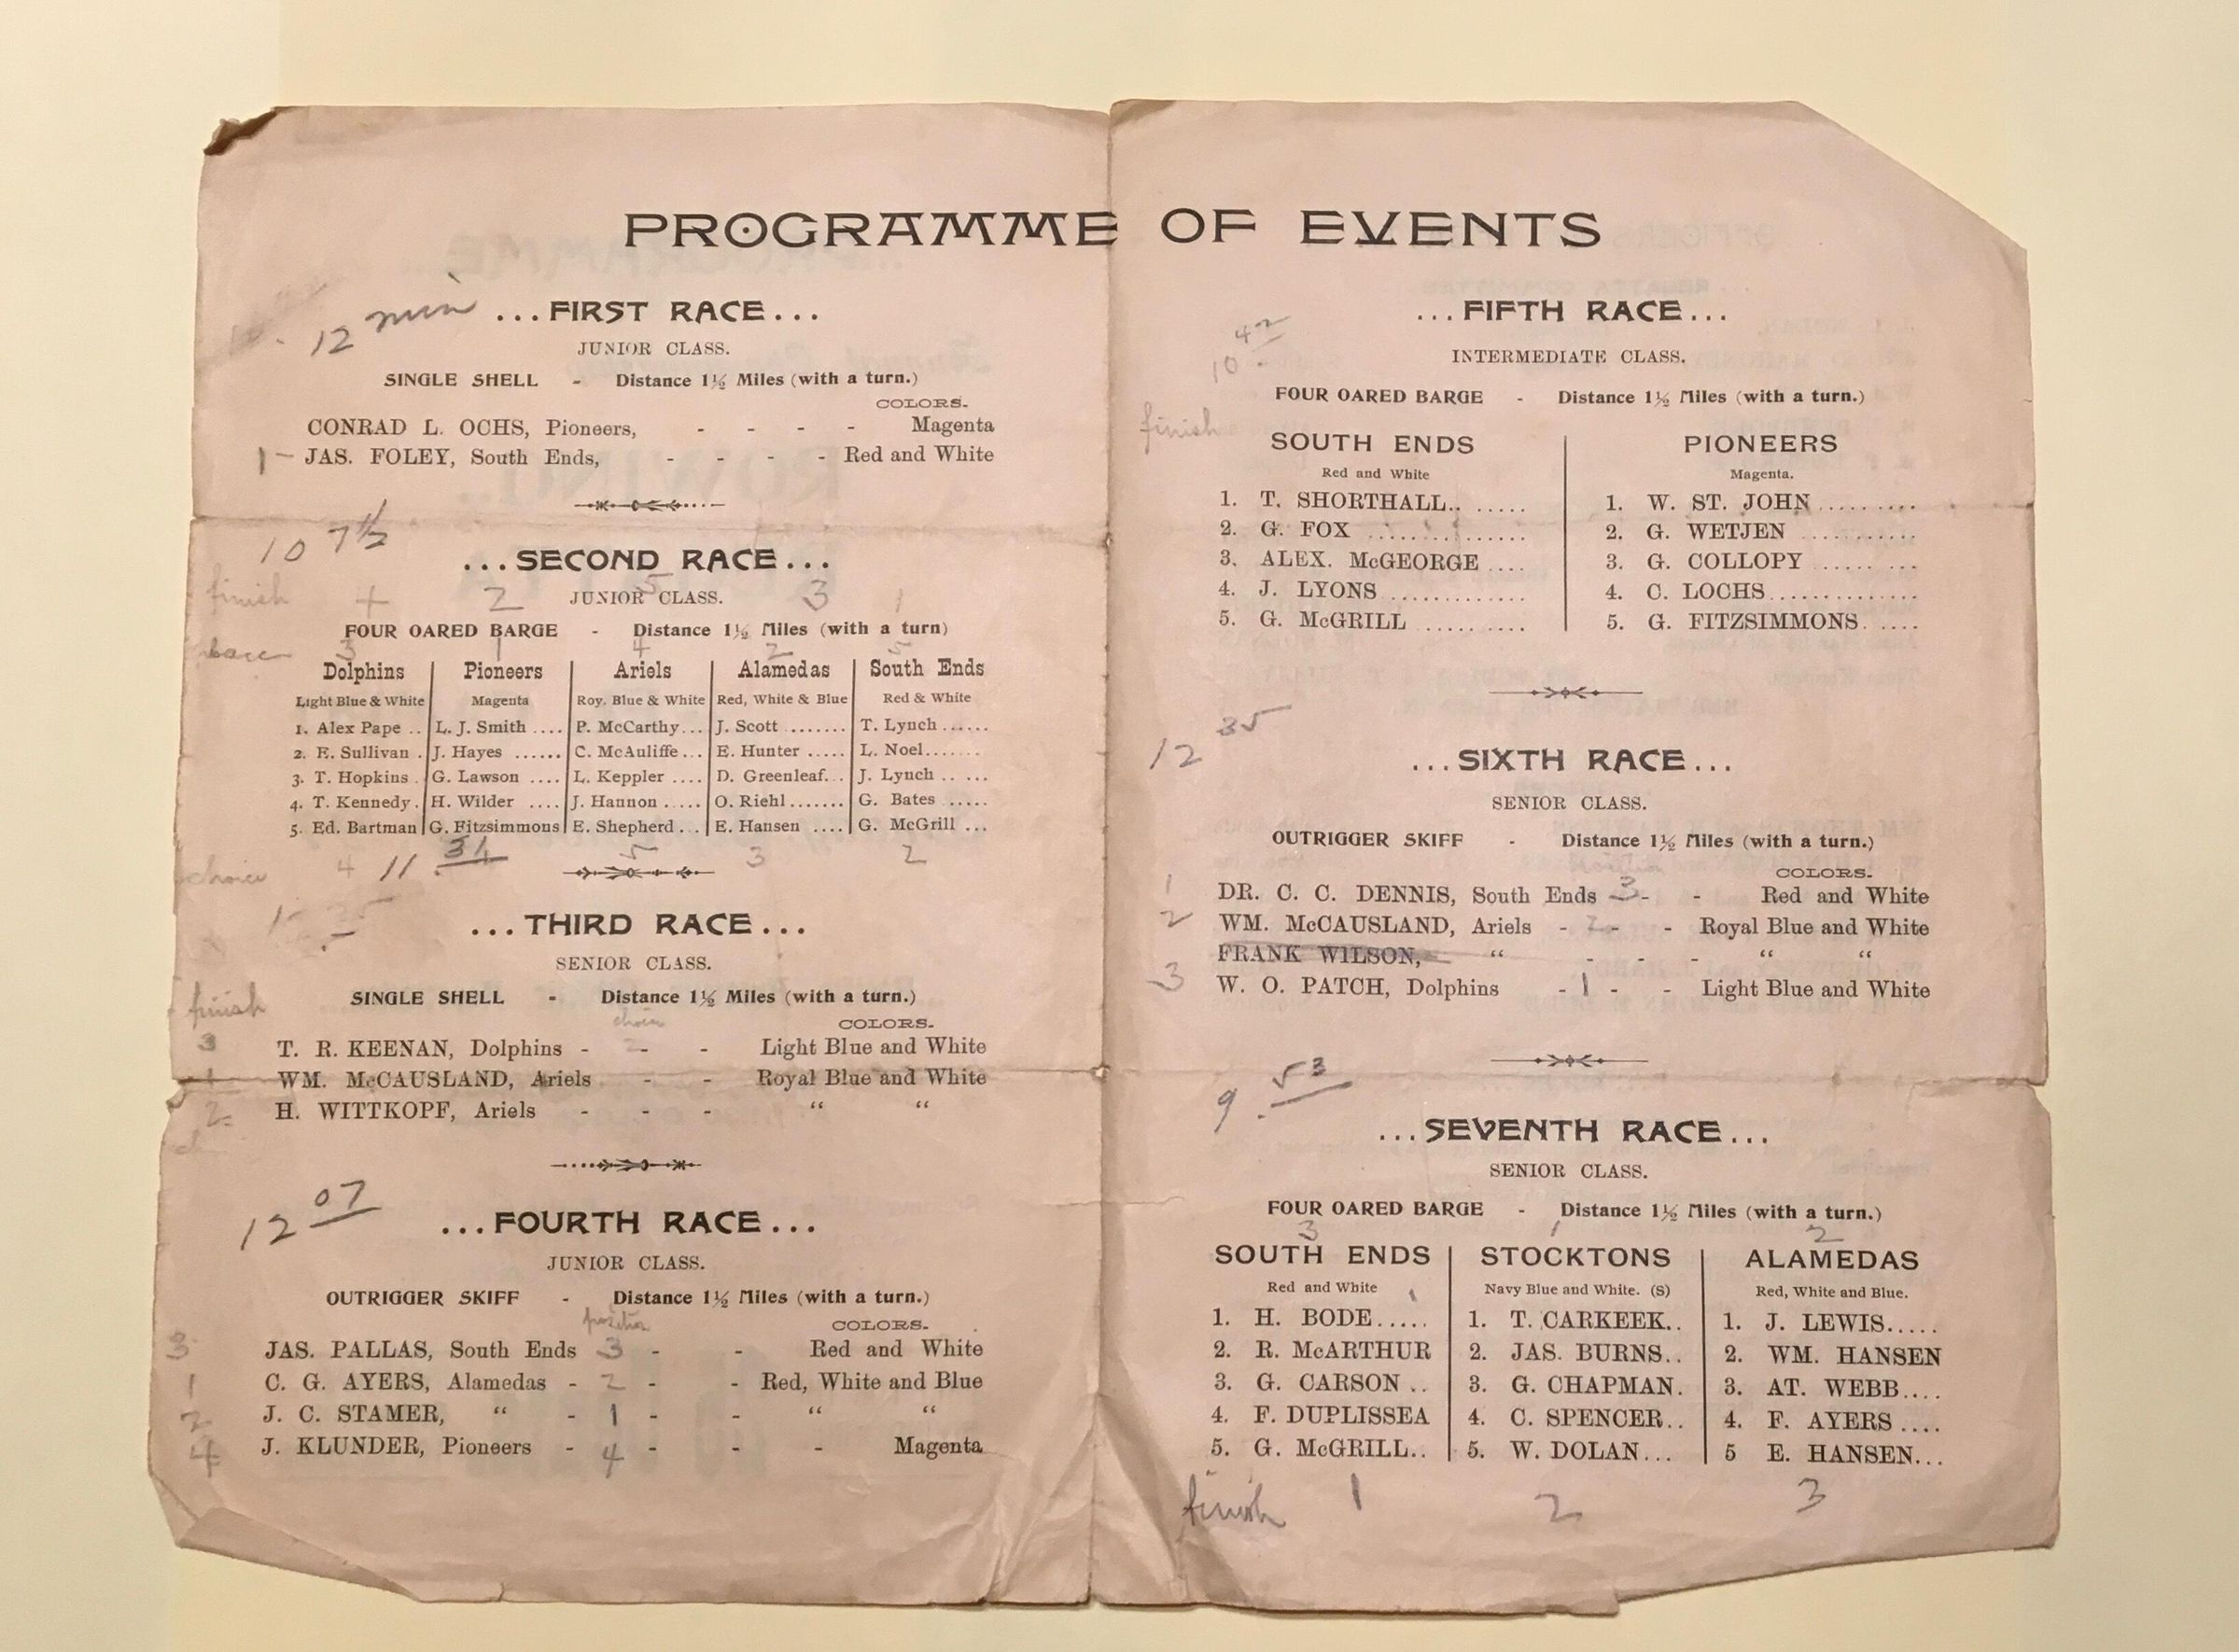 PROGRAMME OF EVENTS
12 min
...FIRST RACE...
JUNIOR CLASS.
SINGLE SHELL - Distance 1½ Miles (with a turn.)
COLORS.
CONRAD L. OCHS, Pioneers, - - - - Magenta
1 - JAS. FOLEY, South Ends, - - - - Red and White
10 7½
...SECOND RACE...
JUNIOR CLASS.
finish 4 2 5 3 1
FOUR OARED BARGE - Distance 1½ Miles (with a turn)
3 1 4 2 5
Dolphins | Pioneers | Ariels | Alamedas | South Ends
Light Blue & White | Magenta | Roy. Blue & White | Red, White & Blue | Red & White
1. Alex Pape .. | L. J. Smith .... | P. McCarthy... | J. Scott ........ | T. Lynch ......
2. E. Sullivan . | J. Hayes ...... | C. McAuliffe ... | E. Hunter ..... | L. Noel.......
3. T. Hopkins . | G. Lawson .... | L. Keppler .... | D. Greenleaf... | J. Lynch .. ...
4. T. Kennedy . | H. Wilder .... | J. Hannon ..... | O. Riehl....... | G. Bates .....
5. Ed. Bartman | G. Fitzsimmons | E. Shepherd ... | E. Hansen .... | G. McGrill ...
choice 4 5 3 2
11 . 34
...THIRD RACE...
SENIOR CLASS.
SINGLE SHELL - Distance 1½ Miles (with a turn.)
finish choice COLORS.
3 T. R. KEENAN, Dolphins - - - Light Blue and White
1 WM. McCAUSLAND, Ariels - - Royal Blue and White
2 H. WITTKOPF, Ariels - - - “ “
12 07
...FOURTH RACE...
JUNIOR CLASS.
OUTRIGGER SKIFF - Distance 1½ Miles (with a turn.)
position COLORS.
3 JAS. PALLAS, South Ends 3 - - Red and White
1 C. G. AYERS, Alamedas - 2 - - Red, White and Blue
2 J. C. STAMER, “ - 1 - - “ “
4 J. KLUNDER, Pioneers - 4 - - - Magenta
10 . 42
...FIFTH RACE...
INTERMEDIATE CLASS.
FOUR OARED BARGE - Distance 1½ Miles (with a turn.)
finish
SOUTH ENDS | PIONEERS
Red and White | Magenta.
1. T. SHORTHALL.. ..... | 1. W. ST. JOHN .........
2. G. FOX ............... | 2. G. WETJEN ...........
3. ALEX. McGEORGE .... | 3. G. COLLOPY ...... ...
4. J. LYONS ............. | 4. C. LOCHS..............
5. G. McGRILL ...... .... | 5. G. FITZSIMMONS. ....
12 35
...SIXTH RACE...
SENIOR CLASS.
OUTRIGGER SKIFF - Distance 1½ Miles (with a turn.)
Position COLORS.
1 DR. C. C. DENNIS, South Ends 3 - - Red and White
2 WM. McCAUSLAND, Ariels - 2 - - Royal Blue and White
FRANK WILSON, “ - - - “ “
3 W. O. PATCH, Dolphins - 1 - - Light Blue and White
9 . 53
...SEVENTH RACE...
SENIOR CLASS.
FOUR OARED BARGE - Distance 1½ Miles (with a turn.)
3 1 2
SOUTH ENDS | STOCKTONS | ALAMEDAS
Red and White | Navy Blue and White. (S) | Red, White and Blue.
1. H. BODE..... | 1. T. CARKEEK.. | 1. J. LEWIS.....
2. R. McARTHUR | 2. JAS. BURNS.. | 2. WM. HANSEN
3. G. CARSON .. | 3. G. CHAPMAN. | 3. AT. WEBB....
4. F. DUPLISSEA | 4. C. SPENCER.. | 4. F. AYERS ....
5. G. McGRILL.. | 5. W. DOLAN... | 5 E. HANSEN...
finish 1 2 3